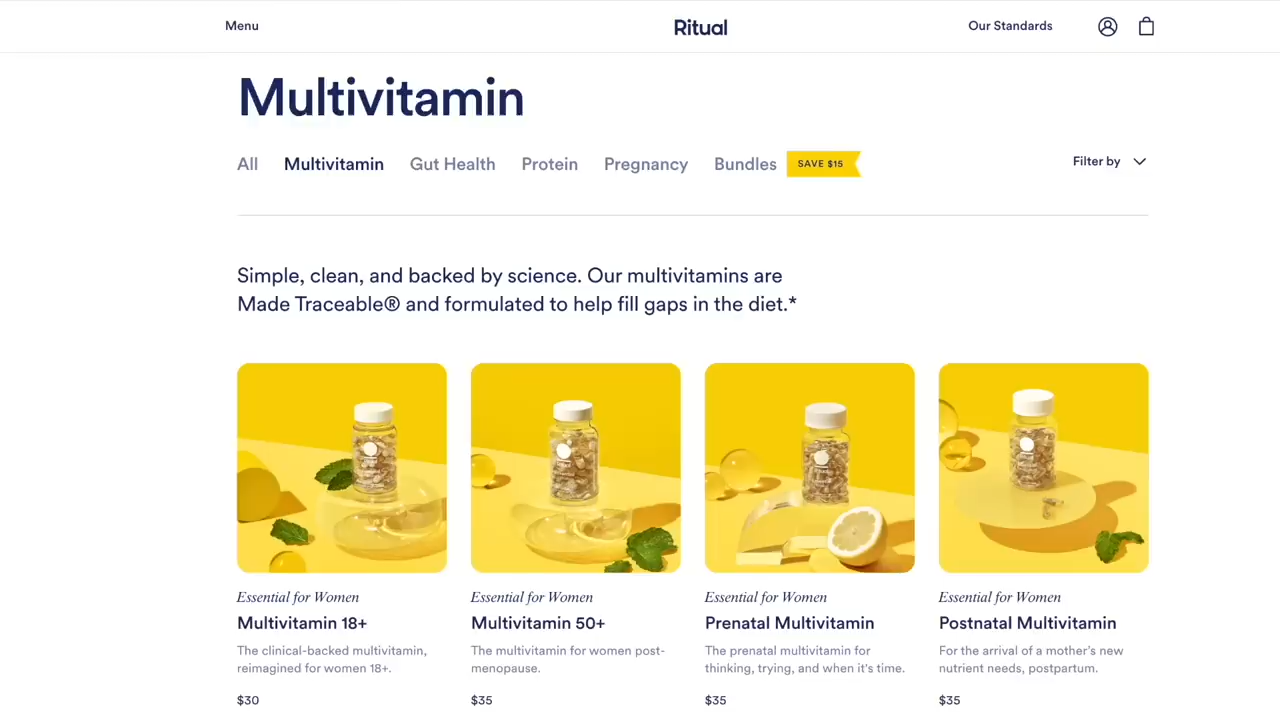 Menu
Ritual
Our Standards
Multivitamin
All
Multivitamin
Gut Health
Protein
Pregnancy
Bundles
SAVE $15
Filter by
Simple, clean, and backed by science. Our multivitamins are
Made Traceable® and formulated to help fill gaps in the diet.*
Essential for Women
Multivitamin 18+
The clinical-backed multivitamin,
reimagined for women 18+.
$30
Essential for Women
Multivitamin 50+
The multivitamin for women post-
menopause.
$35
Essential for Women
Prenatal Multivitamin
The prenatal multivitamin for
thinking, trying, and when it's time.
$35
Essential for Women
Postnatal Multivitamin
For the arrival of a mother's new
nutrient needs, postpartum.
$35